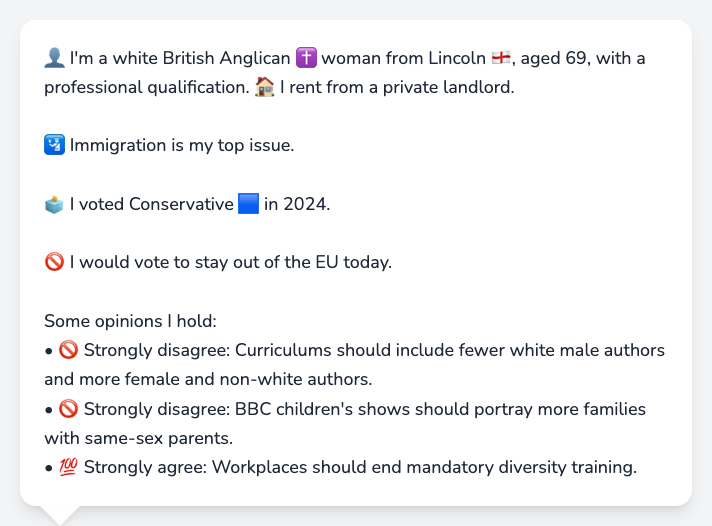 👤 I'm a white British Anglican ✝️ woman from Lincoln 🏴󠁧󠁢󠁥󠁮󠁧󠁿, aged 69, with a
professional qualification. 🏠 I rent from a private landlord.
🛂 Immigration is my top issue.
🗳️ I voted Conservative 🟦 in 2024.
🚫 I would vote to stay out of the EU today.
Some opinions I hold:
• 🚫 Strongly disagree: Curriculums should include fewer white male authors
and more female and non-white authors.
• 🚫 Strongly disagree: BBC children's shows should portray more families
with same-sex parents.
• 💯 Strongly agree: Workplaces should end mandatory diversity training.